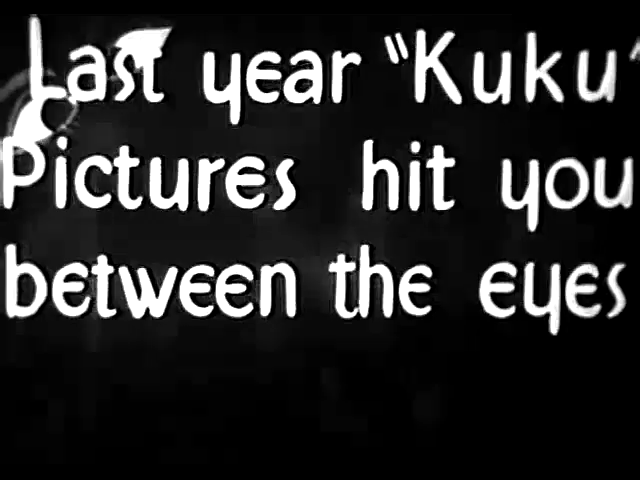 Last year "Kuku"
Pictures hit you
between the eyes